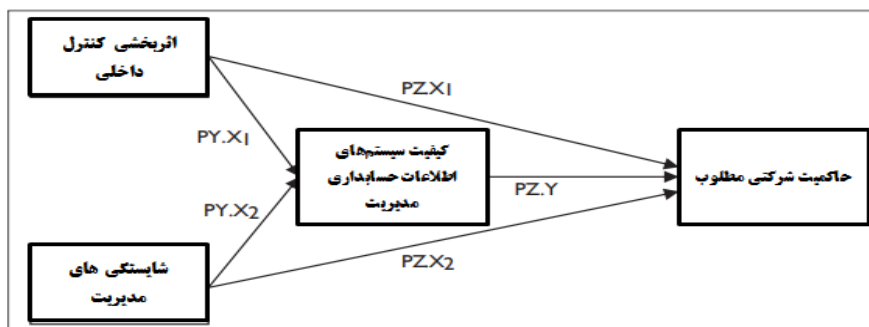 اثربخشی کنترل
داخلی
PZ.X1
PY.X1
کیفیت سیستم‌های
اطلاعات حسابداری
مدیریت
حاکمیت شرکتی مطلوب
PZ.Y
PY.X2
شایستگی های
مدیریت
PZ.X2